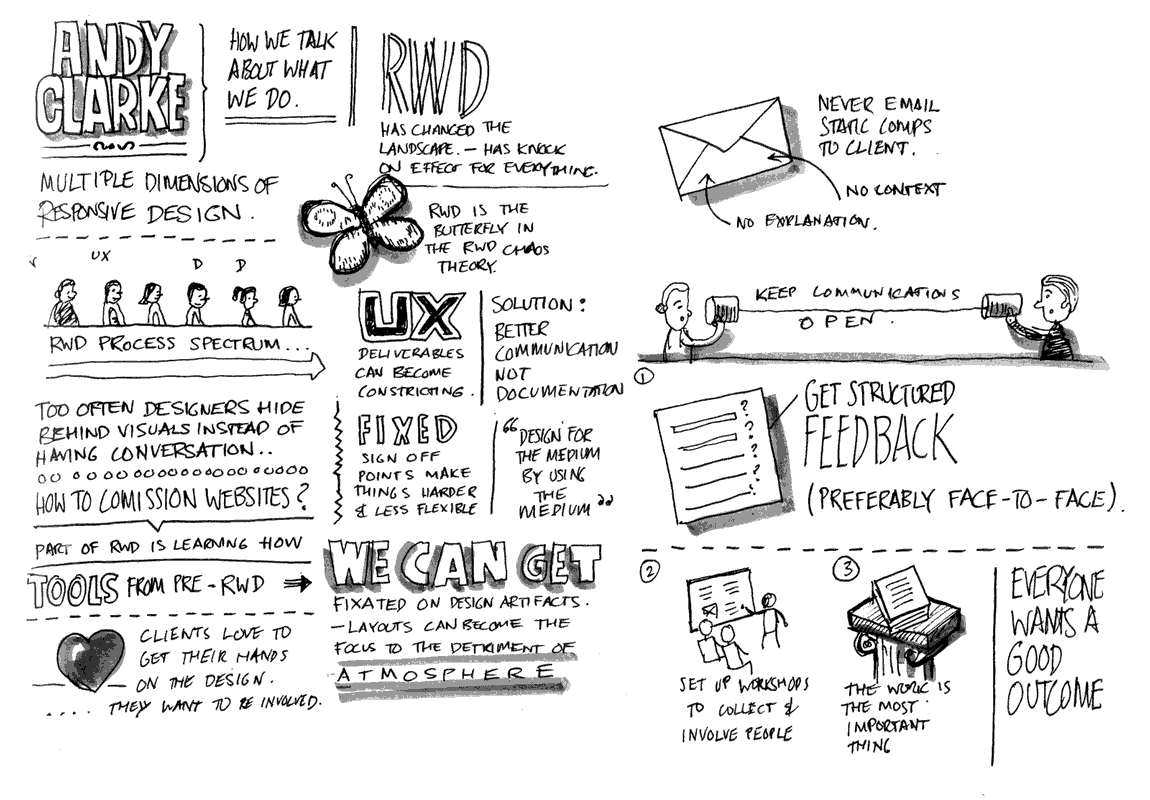 ANDY
CLARKE
HOW WE TALK
ABOUT WHAT
WE DO.
MULTIPLE DIMENSIONS OF
RESPONSIVE DESIGN.
UX
D
D
RWD PROCESS SPECTRUM...
TOO OFTEN DESIGNERS HIDE
BEHIND VISUALS INSTEAD OF
HAVING CONVERSATION..
HOW TO COMISSION WEBSITES?
PART OF RWD IS LEARNING HOW
TOOLS FROM PRE-RWD
CLIENTS LOVE TO
GET THEIR HANDS
ON THE DESIGN.
.... THEY WANT TO BE INVOLVED.
RWD
HAS CHANGED THE
LANDSCAPE. - HAS KNOCK
ON EFFECT FOR EVERYTHING.
RWD IS THE
BUTTERFLY IN
THE RWD CHAOS
THEORY.
UX
DELIVERABLES
CAN BECOME
CONSTRICTING.
SOLUTION:
BETTER
COMMUNICATION
NOT
DOCUMENTATION
FIXED
SIGN OFF
POINTS MAKE
THINGS HARDER
& LESS FLEXIBLE
"DESIGN FOR
THE MEDIUM
BY USING
THE
MEDIUM"
WE CAN GET
FIXATED ON DESIGN ARTIFACTS.
- LAYOUTS CAN BECOME THE
FOCUS TO THE DETRIMENT OF
ATMOSPHERE
NEVER EMAIL
STATIC COMPS
TO CLIENT.
NO CONTEXT
NO EXPLANATION.
KEEP COMMUNICATIONS
OPEN.
1
? ? ? ? ? ?
GET STRUCTURED
FEEDBACK
(PREFERABLY FACE-TO-FACE).
2
SET UP WORKSHOPS
TO COLLECT &
INVOLVE PEOPLE
3
THE WORK IS
THE MOST
IMPORTANT
THING
EVERYONE
WANTS A
GOOD
OUTCOME